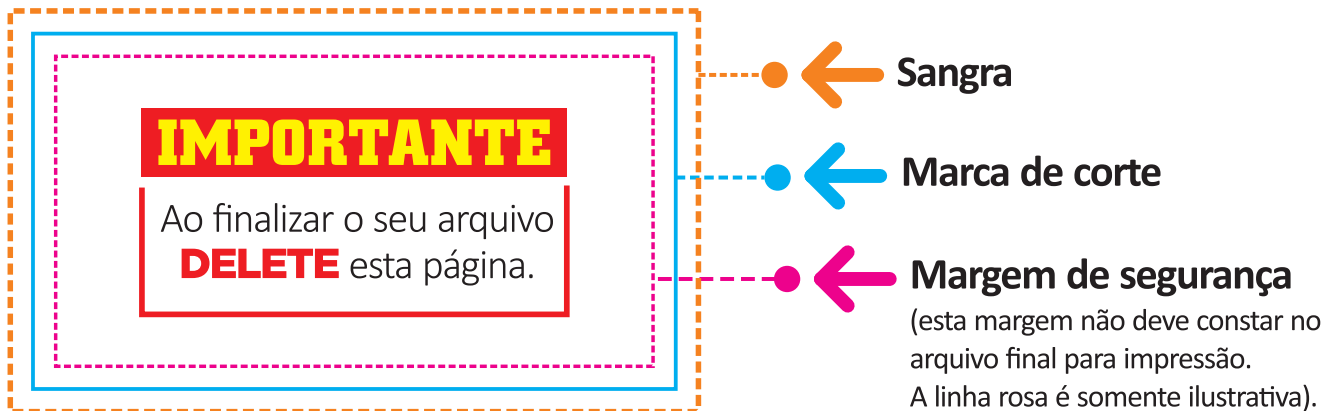 IMPORTANTE
Ao finalizar o seu arquivo
DELETE esta página.
Sangra
Marca de corte
Margem de segurança
(esta margem não deve constar no
arquivo final para impressão.
A linha rosa é somente ilustrativa).